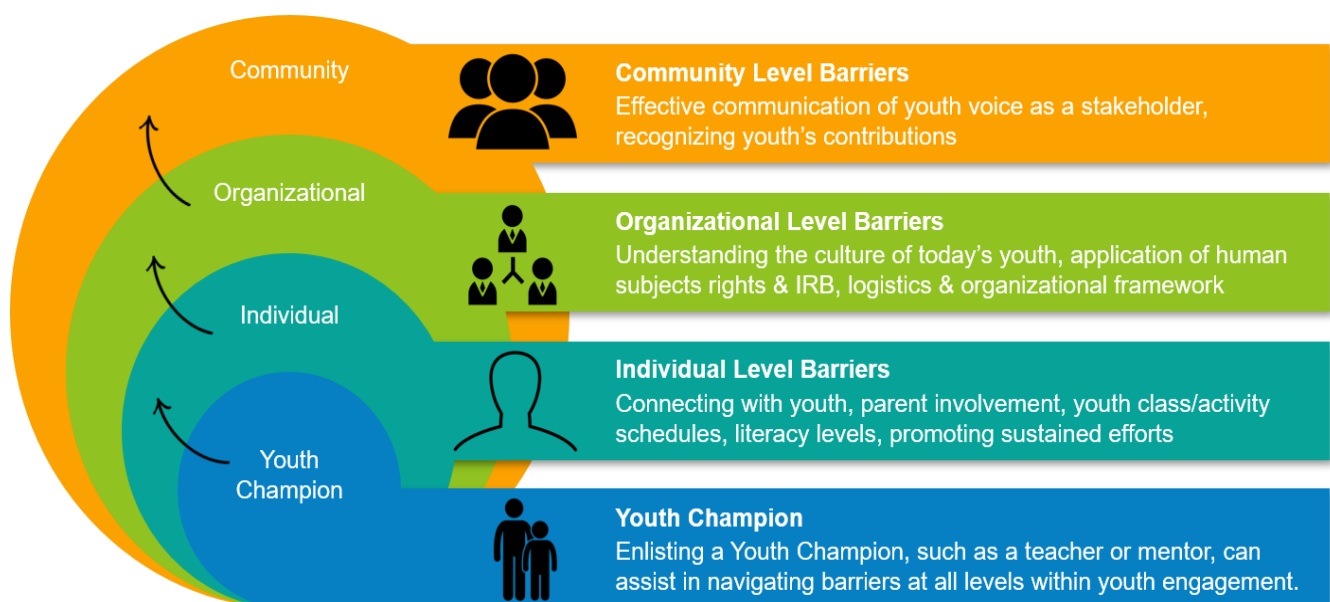 Community
Community Level Barriers
Effective communication of youth voice as a stakeholder,
recognizing youth’s contributions
Organizational
Organizational Level Barriers
Understanding the culture of today’s youth, application of human
subjects rights & IRB, logistics & organizational framework
Individual
Individual Level Barriers
Connecting with youth, parent involvement, youth class/activity
schedules, literacy levels, promoting sustained efforts
Youth
Champion
Youth Champion
Enlisting a Youth Champion, such as a teacher or mentor, can
assist in navigating barriers at all levels within youth engagement.